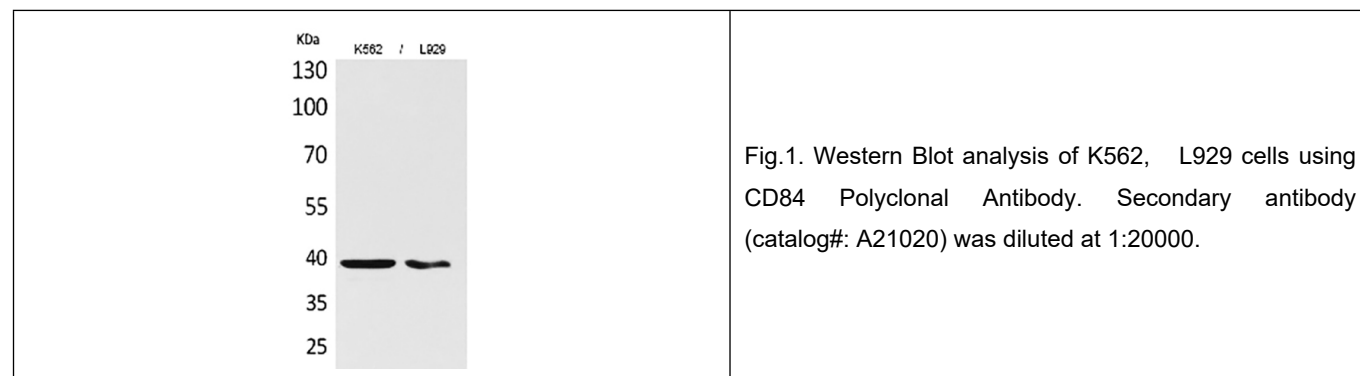 KDa
K562 / L929
130
100
70
55
40
35
25
Fig.1. Western Blot analysis of K562, L929 cells using
CD84 Polyclonal Antibody. Secondary antibody
(catalog#: A21020) was diluted at 1:20000.